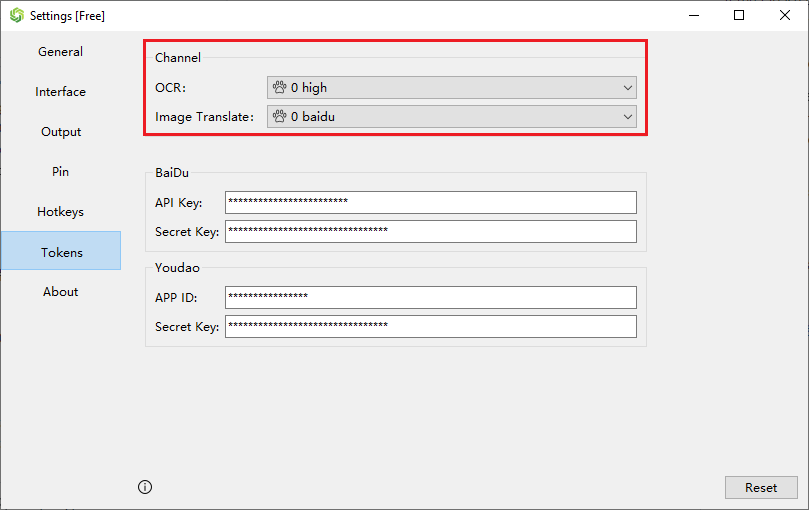 Settings [Free]
General
Interface
Output
Pin
Hotkeys
Tokens
About
Channel
OCR:
0 high
Image Translate:
0 baidu
BaiDu
API Key:
************************
Secret Key:
********************************
Youdao
APP ID:
****************
Secret Key:
********************************
Reset